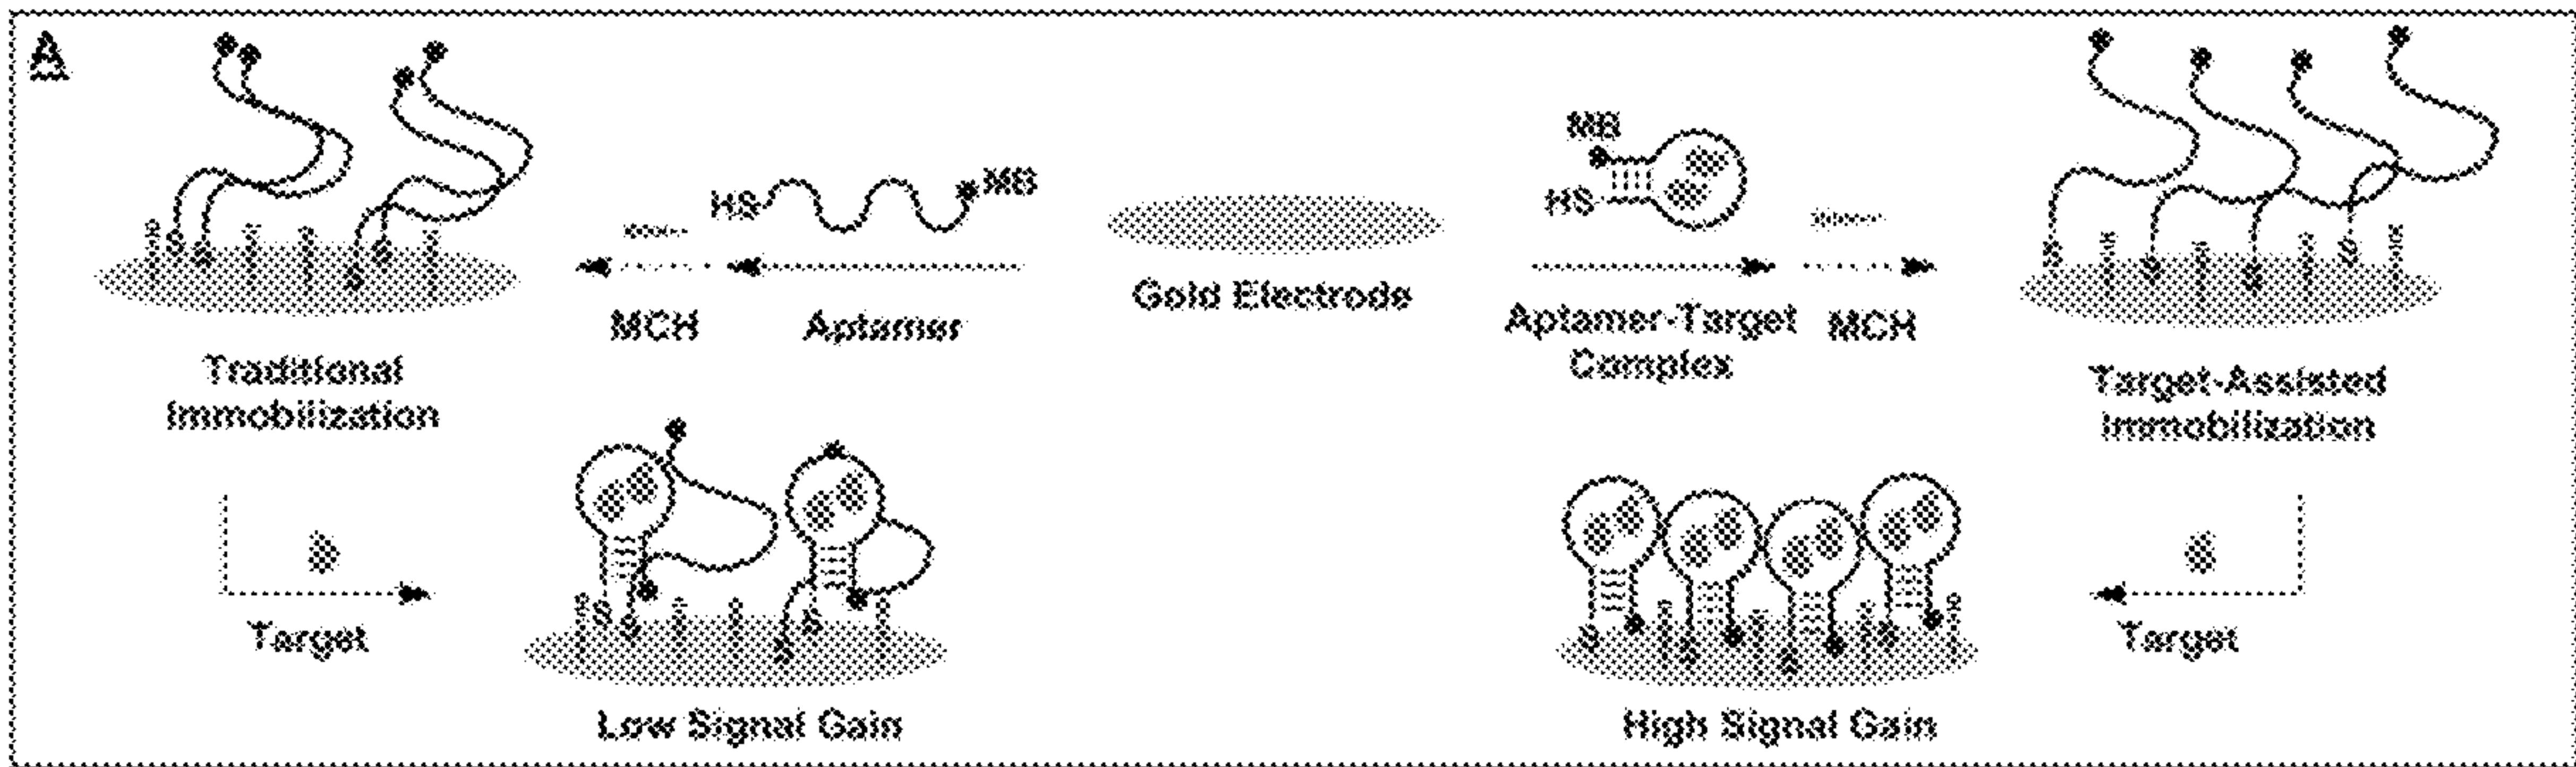 A
HS
MB
MCH
Aptamer
Traditional
Immobilization
Gold Electrode
MB
HS
Aptamer-Target
Complex
MCH
Target-Assisted
Immobilization
S
S
S
S
S
S
S
S
Target
Low Signal Gain
S
S
S
S
High Signal Gain
S
S
S
S
Target